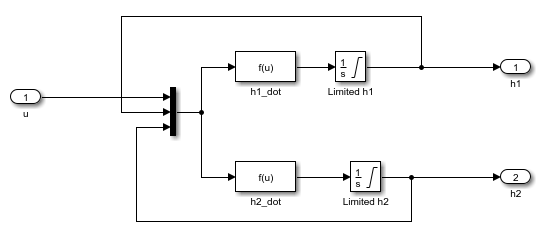 1
u
f(u)
h1_dot
1
s
Limited h1
1
h1
f(u)
h2_dot
1
s
Limited h2
2
h2